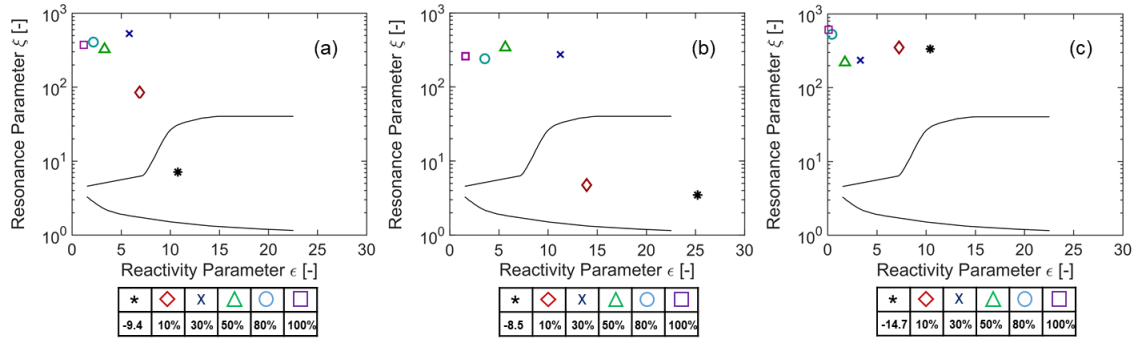 Resonance Parameter ξ [-]
10³
10²
10¹
10⁰
(a)
0 5 10 15 20 25 30
Reactivity Parameter ϵ [-]
* ◇ x △ ○ □
-9.4 10% 30% 50% 80% 100%
Resonance Parameter ξ [-]
10³
10²
10¹
10⁰
(b)
0 5 10 15 20 25 30
Reactivity Parameter ϵ [-]
* ◇ x △ ○ □
-8.5 10% 30% 50% 80% 100%
Resonance Parameter ξ [-]
10³
10²
10¹
10⁰
(c)
0 5 10 15 20 25 30
Reactivity Parameter ϵ [-]
* ◇ x △ ○ □
-14.7 10% 30% 50% 80% 100%